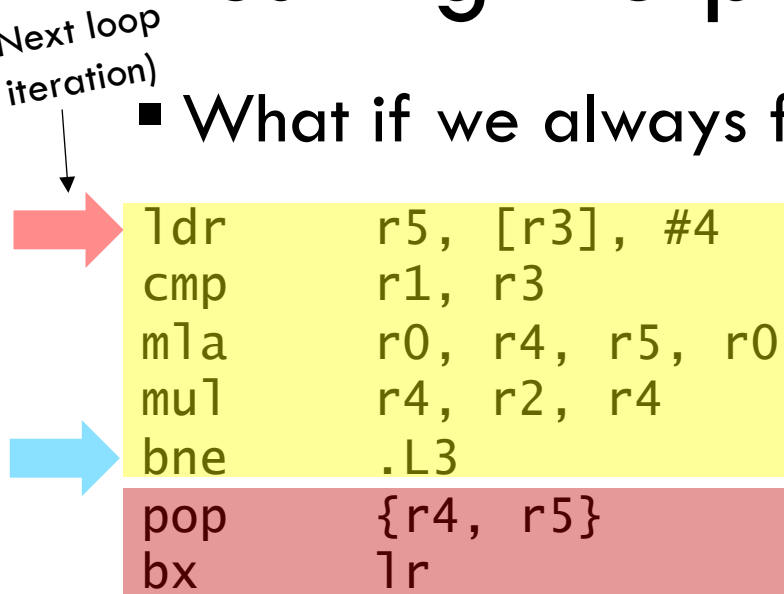 Next loop
iteration)
▪ What if we always f
ldr r5, [r3], #4
cmp r1, r3
mla r0, r4, r5, r0
mul r4, r2, r4
bne .L3
pop {r4, r5}
bx lr